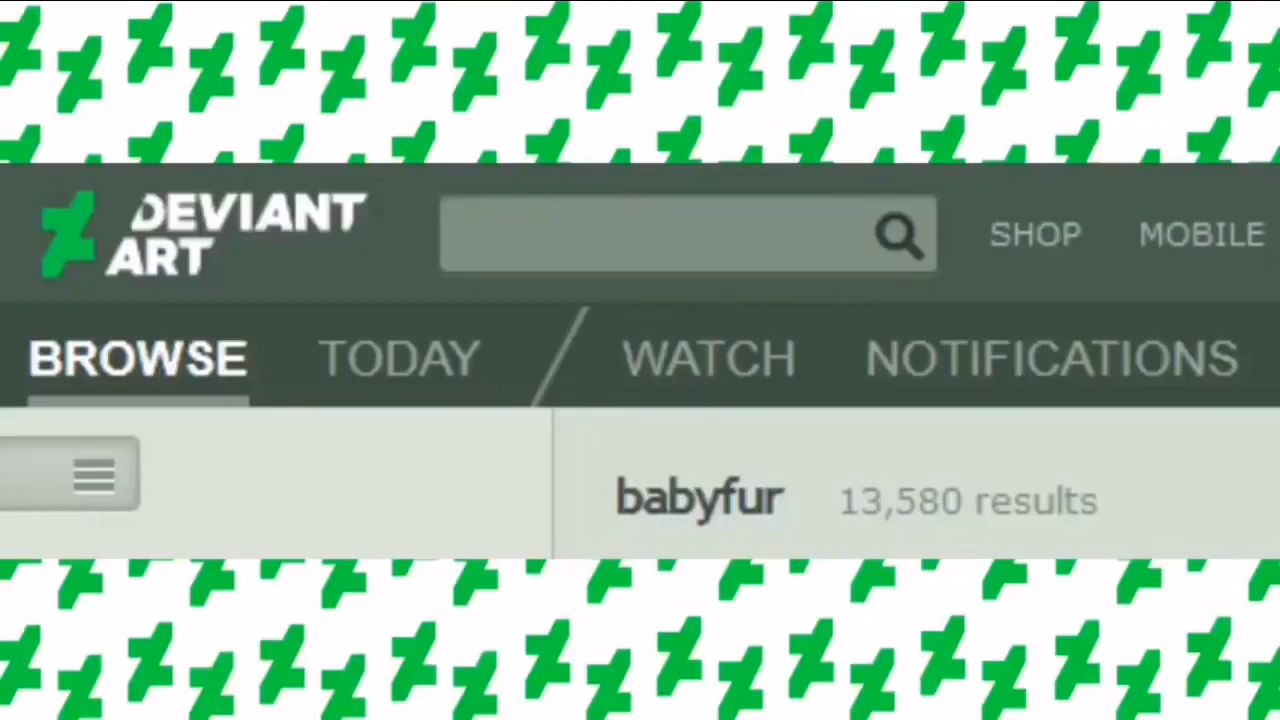 DEVIANT
ART
SHOP MOBILE
BROWSE TODAY WATCH NOTIFICATIONS
babyfur 13,580 results